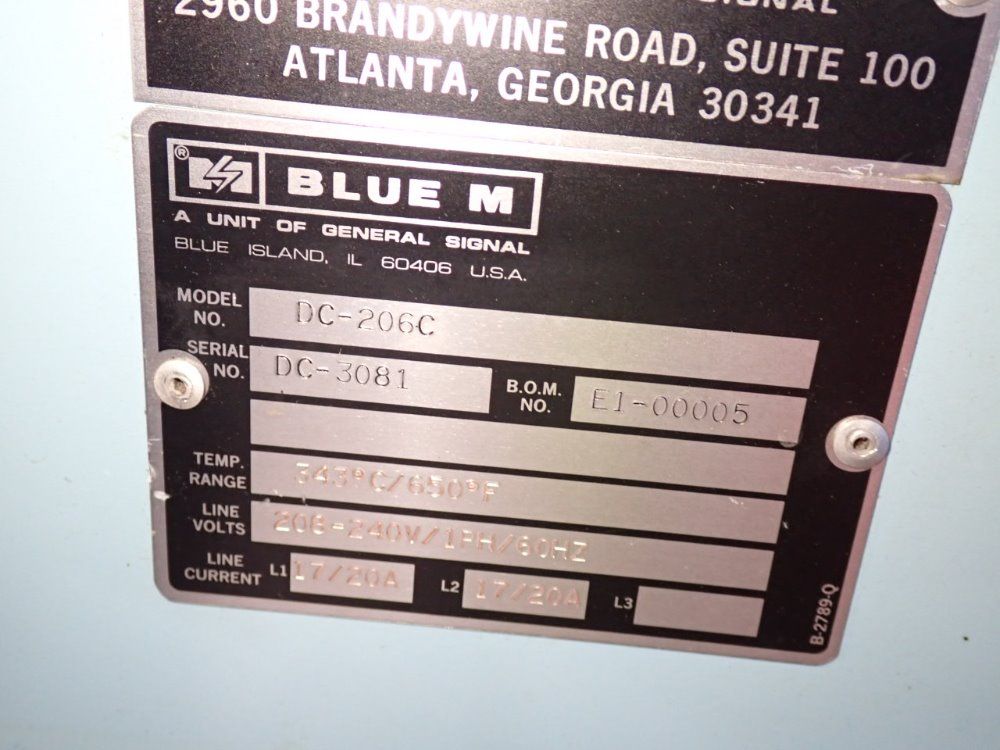 SIGNAL
2960 BRANDYWINE ROAD, SUITE 100
ATLANTA, GEORGIA 30341
® BLUE M
A UNIT OF GENERAL SIGNAL
BLUE ISLAND, IL 60406 U.S.A.
MODEL NO. DC-206C
SERIAL NO. DC-3081 B.O.M. NO. E1-00005
TEMP. RANGE 343°C/650°F
LINE VOLTS 208-240V/1PH/60HZ
LINE CURRENT L1 17/20A L2 17/20A L3
B-2789-Q